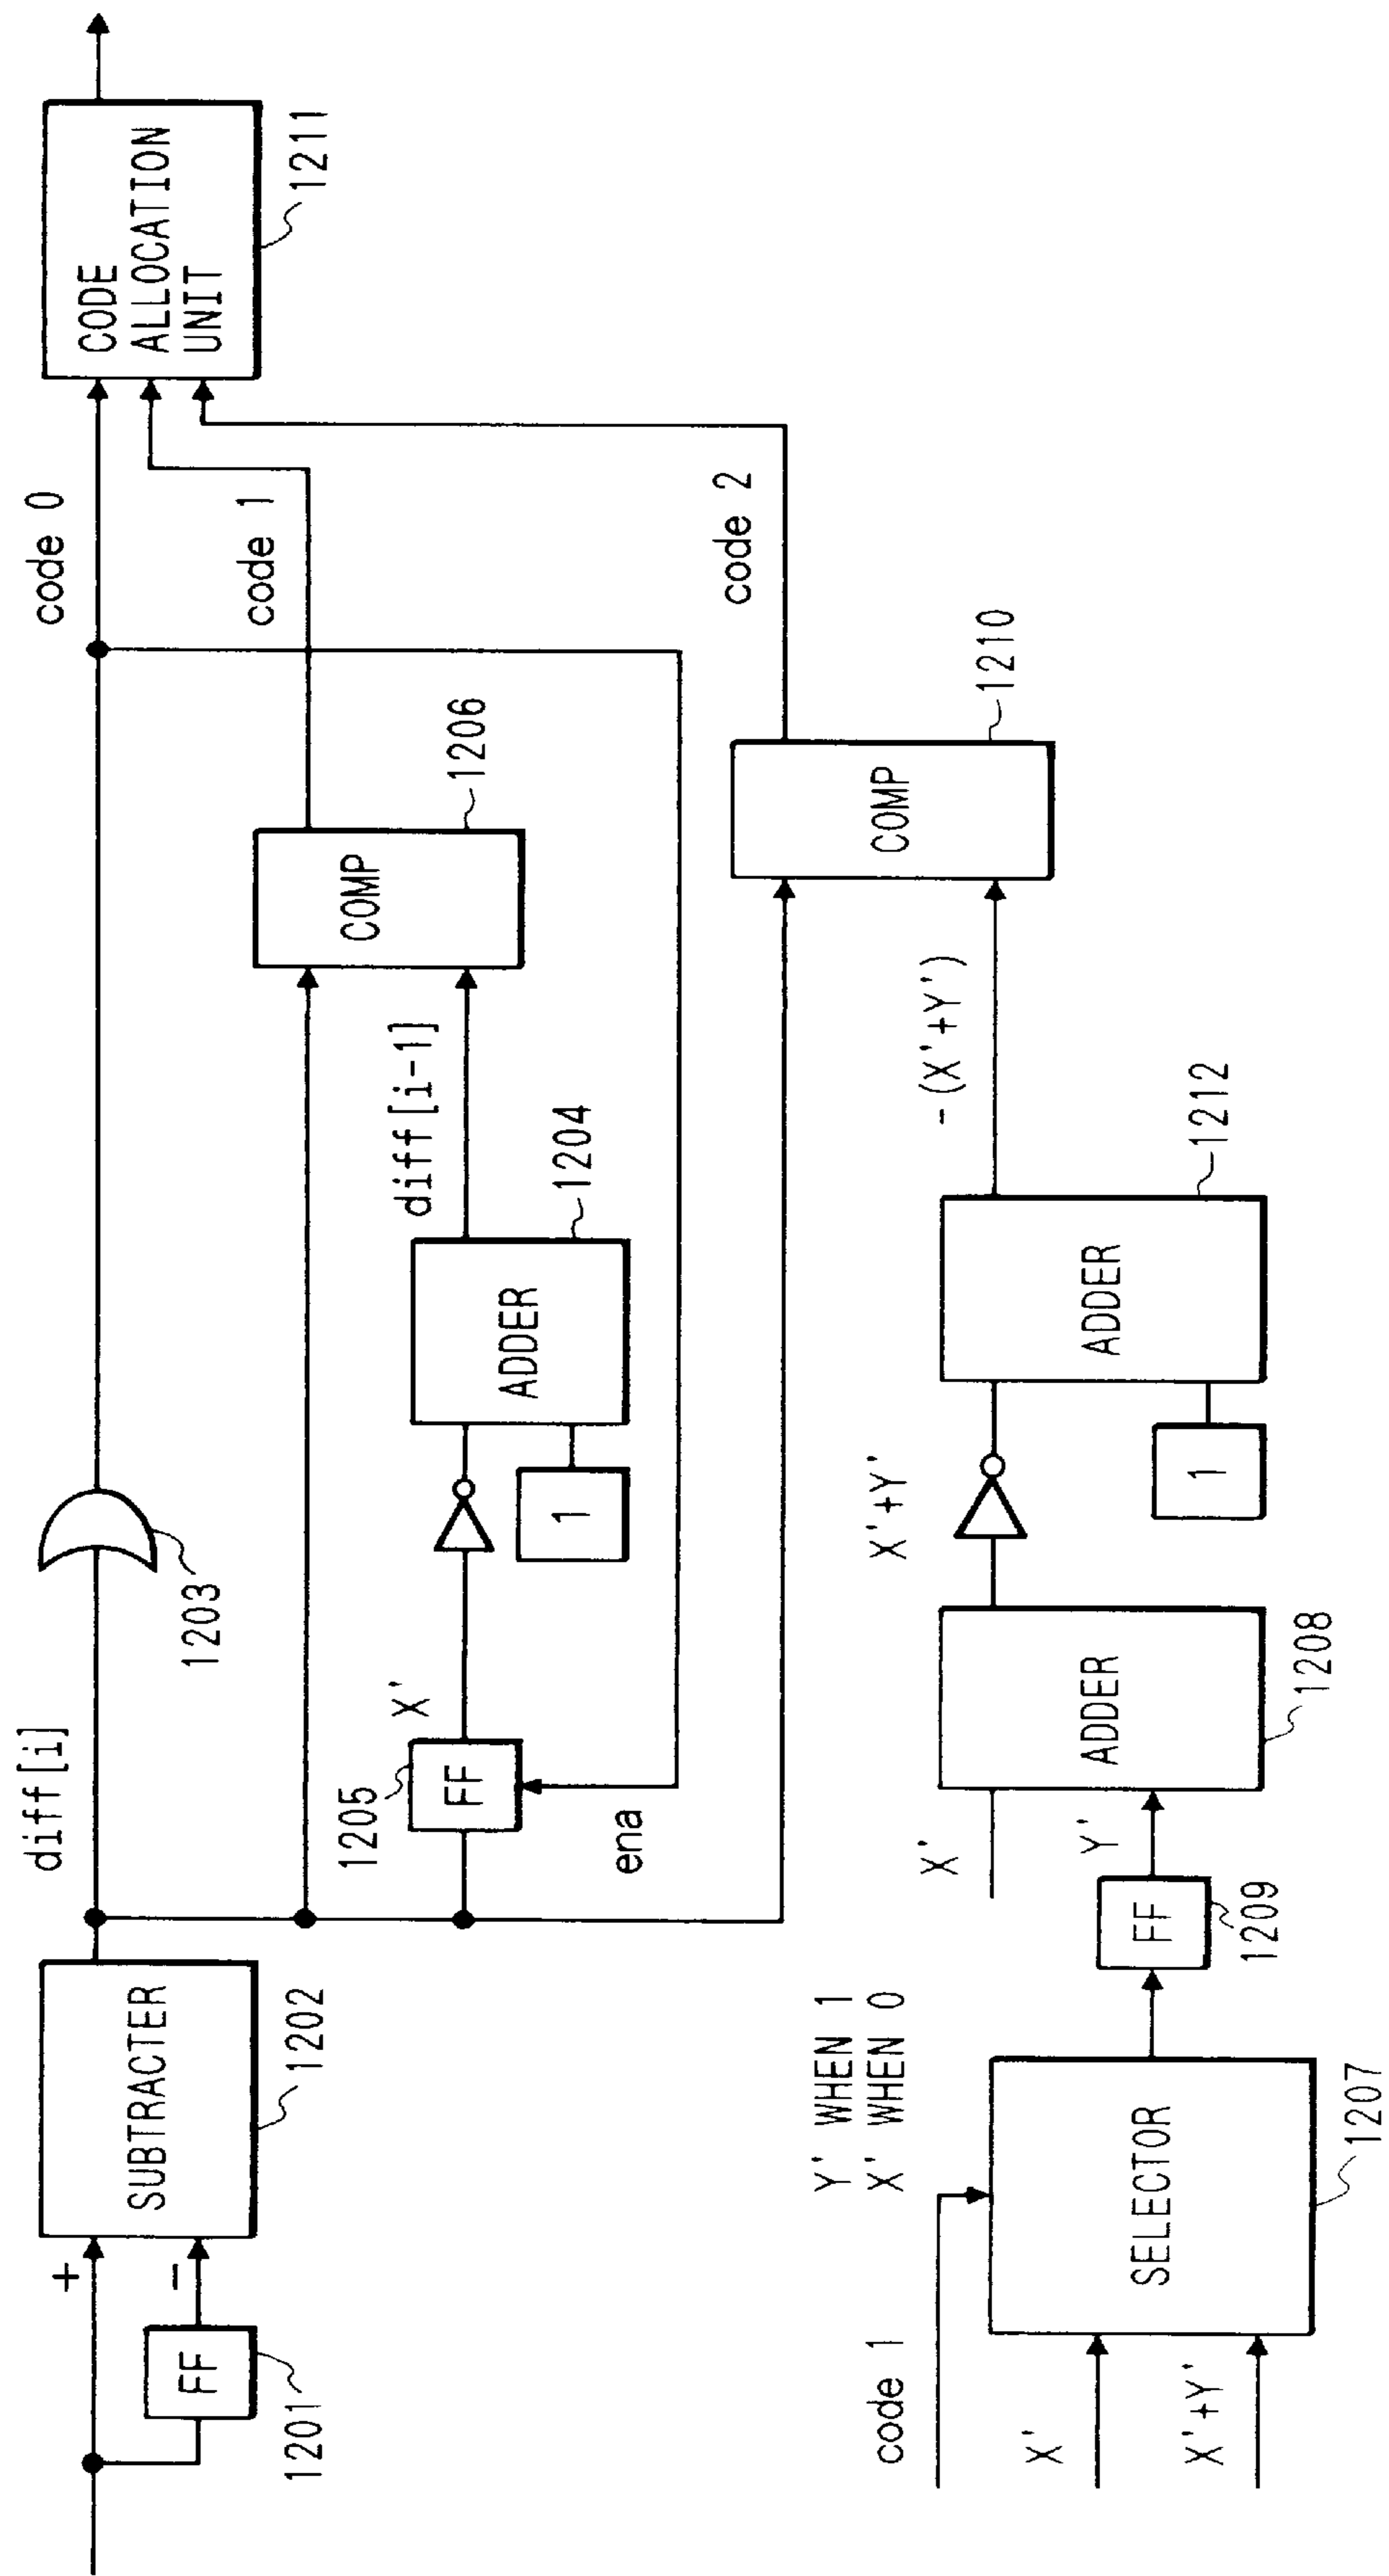 diff[i]
code 0
+
-
FF
1201
SUBTRACTER
1202
1203
CODE
ALLOCATION
UNIT
1211
code 1
COMP
1206
1205
FF
X'
ena
1
ADDER
1204
diff[i-1]
code 2
COMP
1210
Y' WHEN 1
X' WHEN 0
code 1
X'
X'+Y'
SELECTOR
1207
FF
1209
X'
Y'
ADDER
1208
X'+Y'
1
ADDER
1212
-(X'+Y')